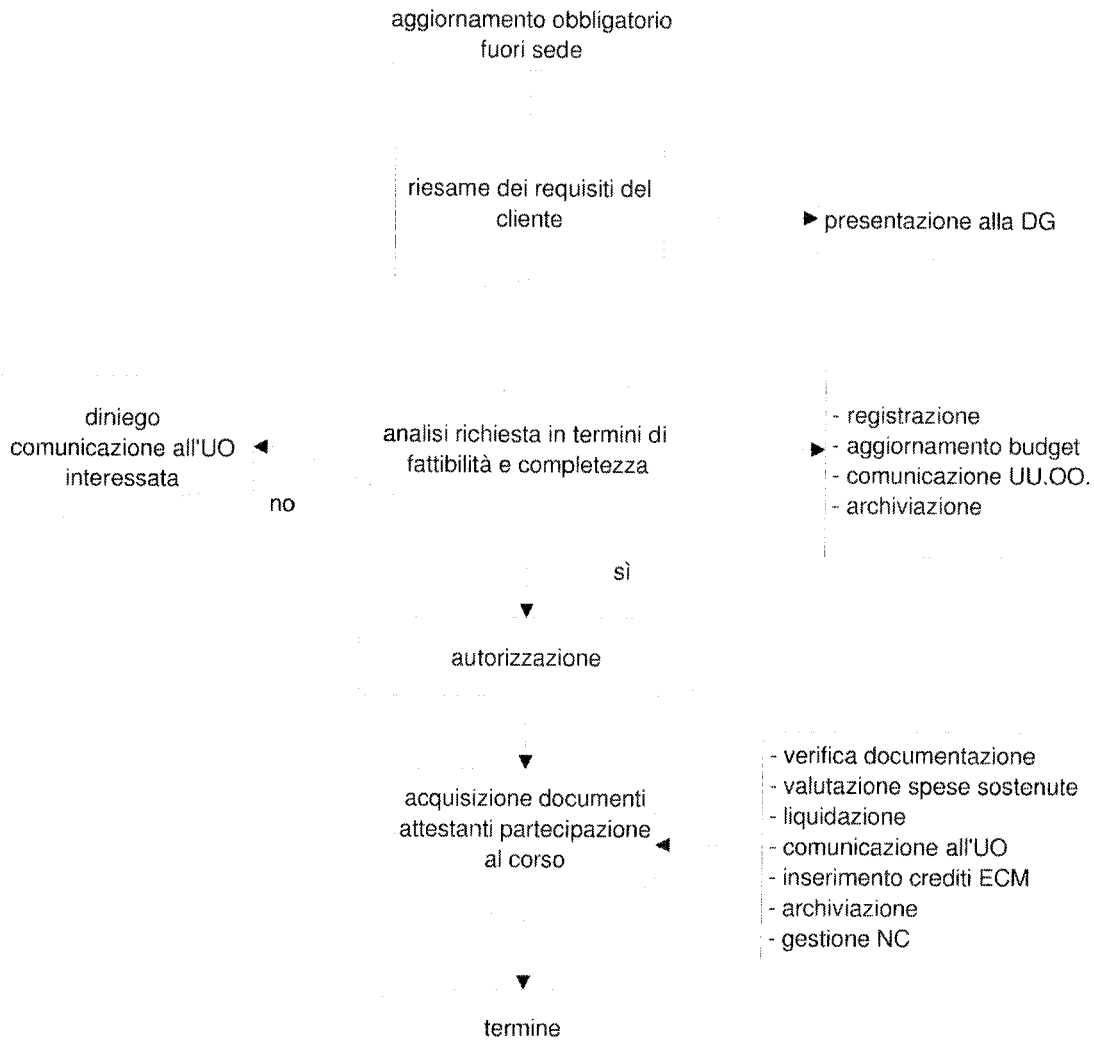 aggiornamento obbligatorio
fuori sede
riesame dei requisiti del
cliente
presentazione alla DG
diniego
comunicazione all'UO
interessata
no
analisi richiesta in termini di
fattibilità e completezza
- registrazione
- aggiornamento budget
- comunicazione UU.OO.
- archiviazione
sì
autorizzazione
acquisizione documenti
attestanti partecipazione
al corso
- verifica documentazione
- valutazione spese sostenute
- liquidazione
- comunicazione all'UO
- inserimento crediti ECM
- archiviazione
- gestione NC
termine